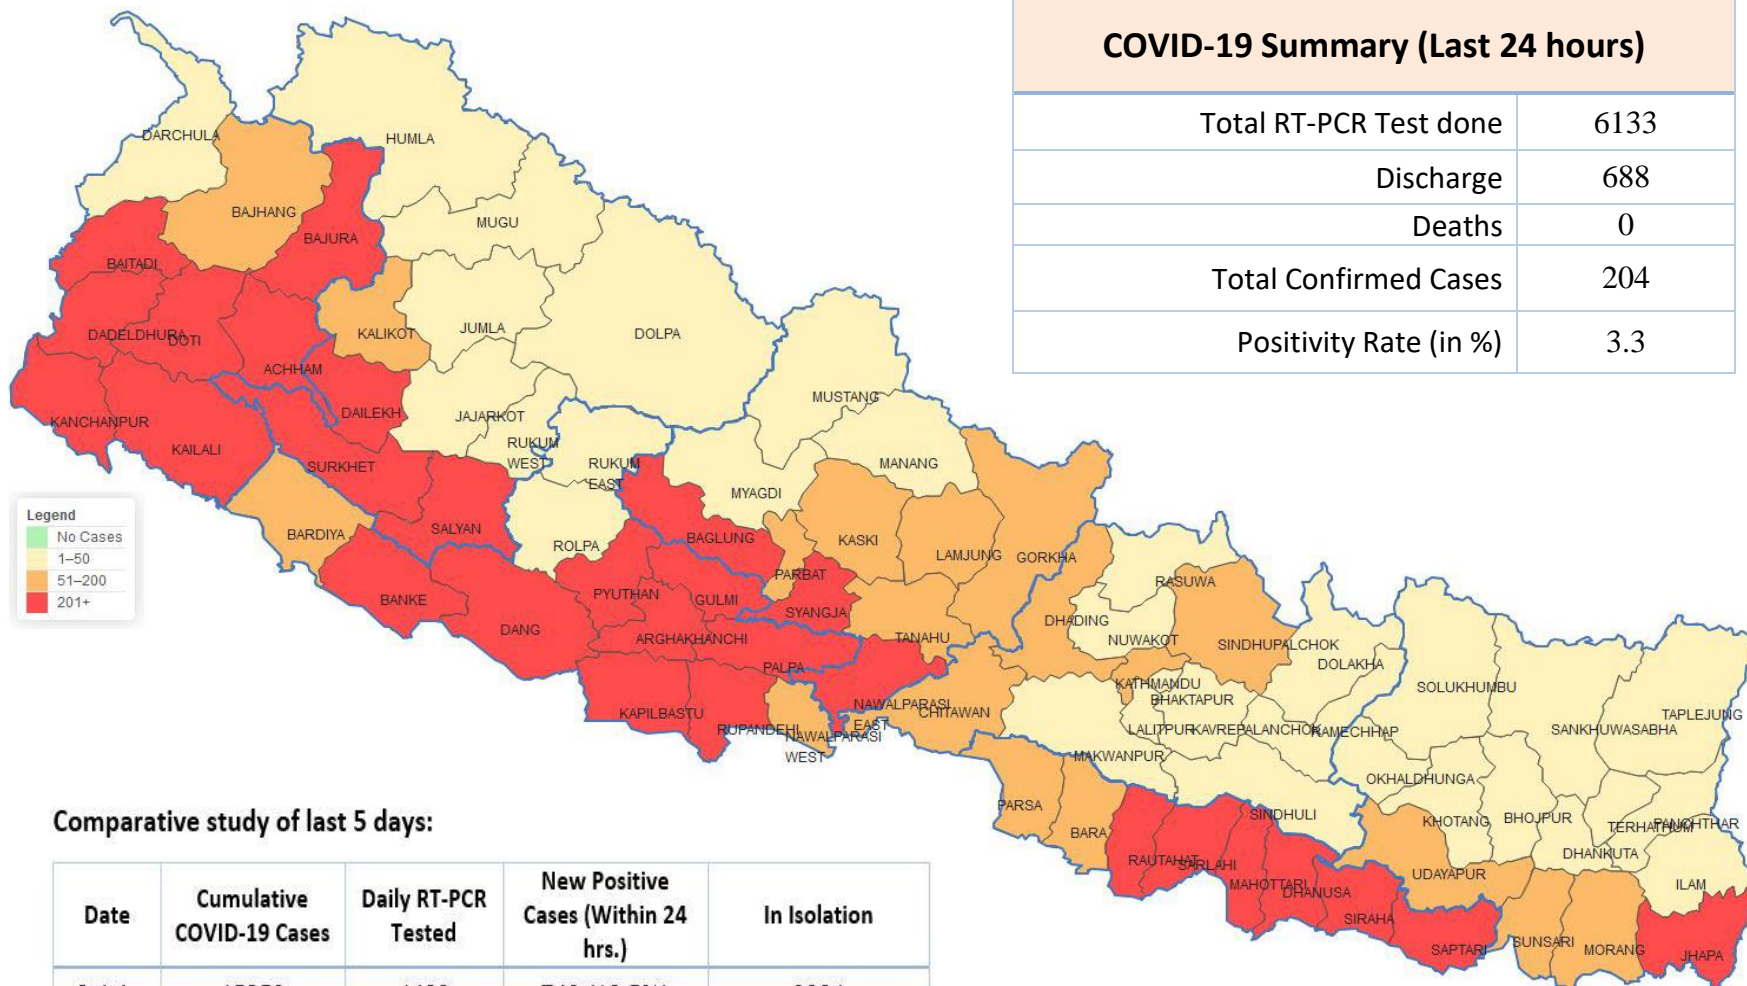 COVID-19 Summary (Last 24 hours)
Total RT-PCR Test done 6133
Discharge 688
Deaths 0
Total Confirmed Cases 204
Positivity Rate (in %) 3.3
DARCHULA
HUMLA
BAJHANG
BAJURA
MUGU
BAITADI
DADELDHURA
DOTI
KALIKOT
JUMLA
DOLPA
ACHHAM
MUSTANG
KANCHANPUR
DAILEKH
JAJARKOT
KAILALI
RUKUM
WEST
SURKHET
RUKUM
EAST
MANANG
MYAGDI
Legend
No Cases
1–50
51–200
201+
BARDIYA
SALYAN
ROLPA
BAGLUNG
KASKI
LAMJUNG
GORKHA
PARBAT
RASUWA
BANKE
PYUTHAN
GULMI
SYANGJA
DHADING
DANG
ARGHAKHANCHI
TANAHU
NUWAKOT
SINDHUPALCHOK
DOLAKHA
PALPA
KATHMANDU
BHAKTAPUR
SOLUKHUMBU
KAPILBASTU
RUPANDEHI
NAWALPARASI
EAST
CHITAWAN
NAWALPARASI
WEST
LALITPUR
KAVREPALANCHOK
RAMECHHAP
SANKHUWASABHA
TAPLEJUNG
MAKWANPUR
OKHALDHUNGA
PARSA
BARA
SINDHULI
KHOTANG
BHOJPUR
TERHATHUM
PANCHTHAR
DHANKUTA
RAUTAHAT
SARLAHI
MAHOTTARI
DHANUSA
SIRAHA
UDAYAPUR
ILAM
SAPTARI
SUNSARI
MORANG
JHAPA
Comparative study of last 5 days:
Date
Cumulative
COVID-19 Cases
Daily RT-PCR
Tested
New Positive
Cases (Within 24
hrs.)
In Isolation